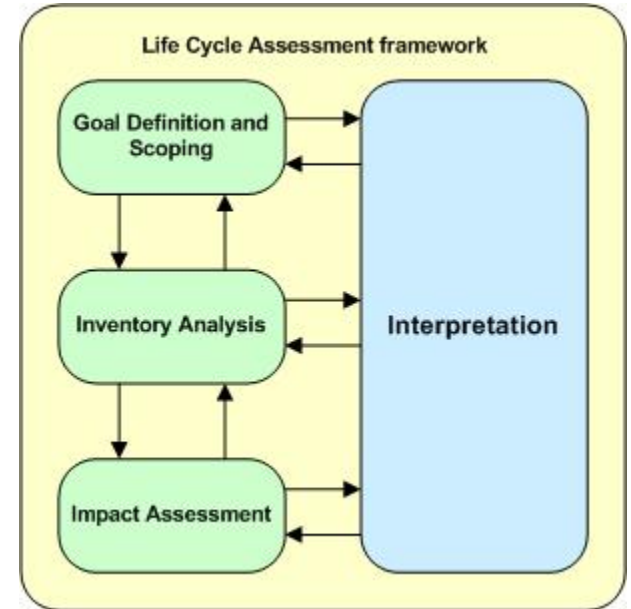 Life Cycle Assessment framework
Goal Definition and
Scoping
Inventory Analysis
Interpretation
Impact Assessment